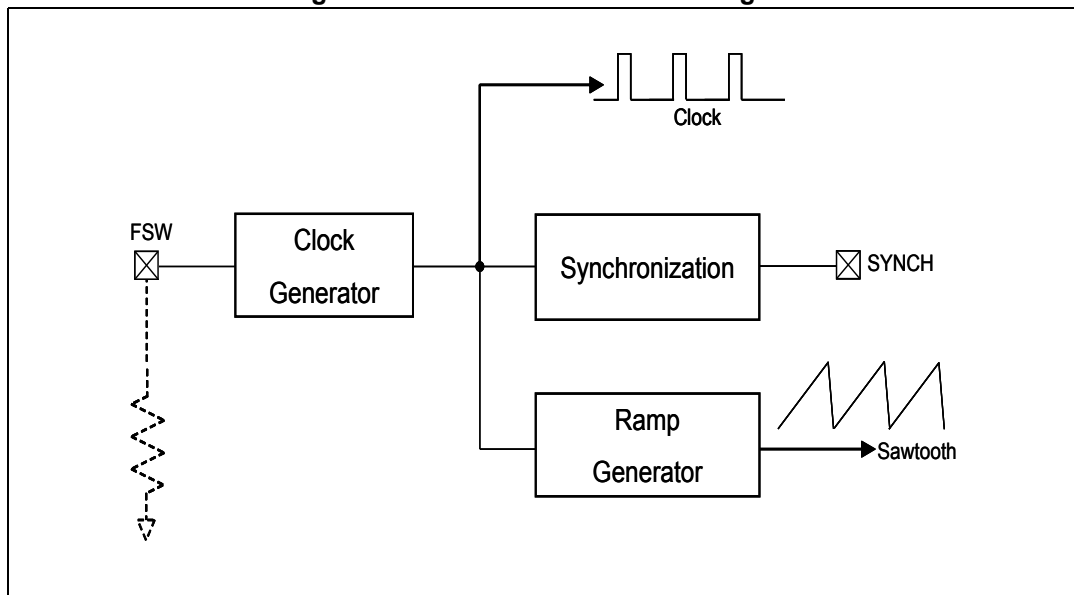 Clock
FSW
Clock
Generator
Synchronization
SYNCH
Ramp
Generator
Sawtooth